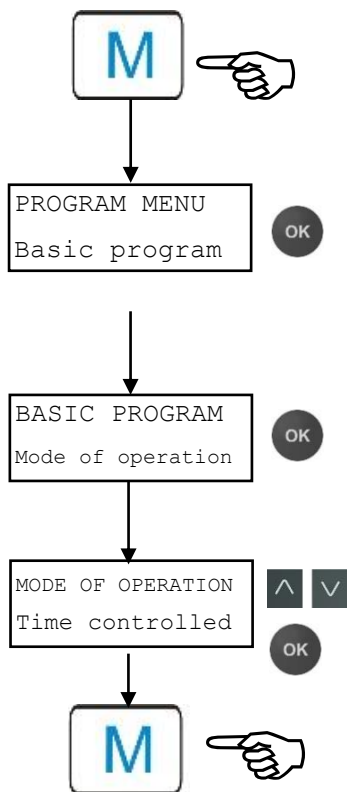 M
PROGRAM MENU
Basic program
OK
BASIC PROGRAM
Mode of operation
OK
MODE OF OPERATION
Time controlled
OK
M